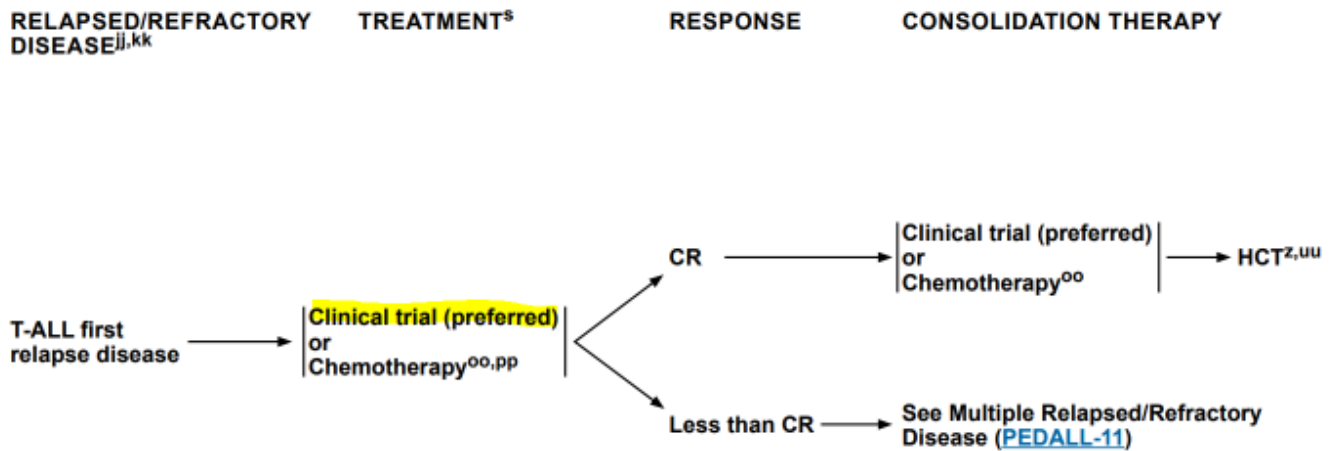 RELAPSED/REFRACTORY DISEASEjj,kk
TREATMENTs
RESPONSE
CONSOLIDATION THERAPY
T-ALL first
relapse disease
Clinical trial (preferred)
or
Chemotherapyoo,pp
CR
Clinical trial (preferred)
or
Chemotherapyoo
HCTz,uu
Less than CR
See Multiple Relapsed/Refractory
Disease (PEDALL-11)